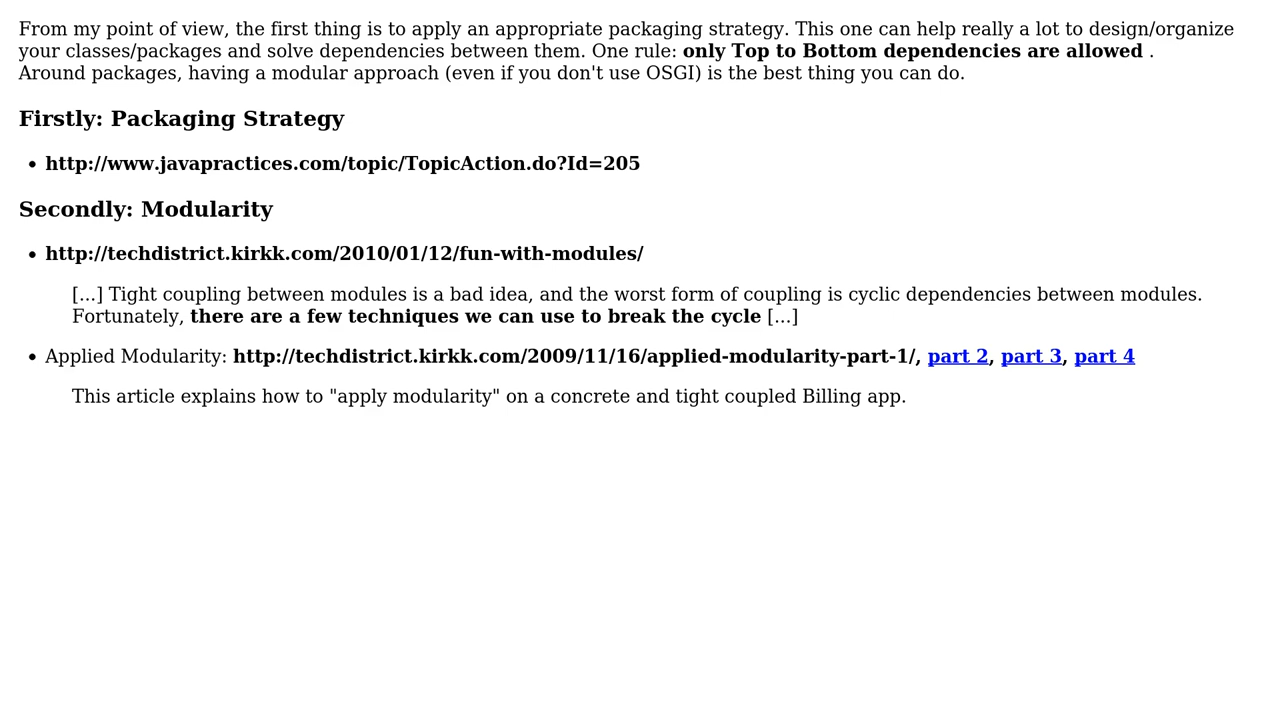 From my point of view, the first thing is to apply an appropriate packaging strategy. This one can help really a lot to design/organize
your classes/packages and solve dependencies between them. One rule: only Top to Bottom dependencies are allowed .
Around packages, having a modular approach (even if you don't use OSGI) is the best thing you can do.
Firstly: Packaging Strategy
• http://www.javapractices.com/topic/TopicAction.do?Id=205
Secondly: Modularity
• http://techdistrict.kirkk.com/2010/01/12/fun-with-modules/
[...] Tight coupling between modules is a bad idea, and the worst form of coupling is cyclic dependencies between modules.
Fortunately, there are a few techniques we can use to break the cycle [...]
• Applied Modularity: http://techdistrict.kirkk.com/2009/11/16/applied-modularity-part-1/, part 2, part 3, part 4
This article explains how to "apply modularity" on a concrete and tight coupled Billing app.